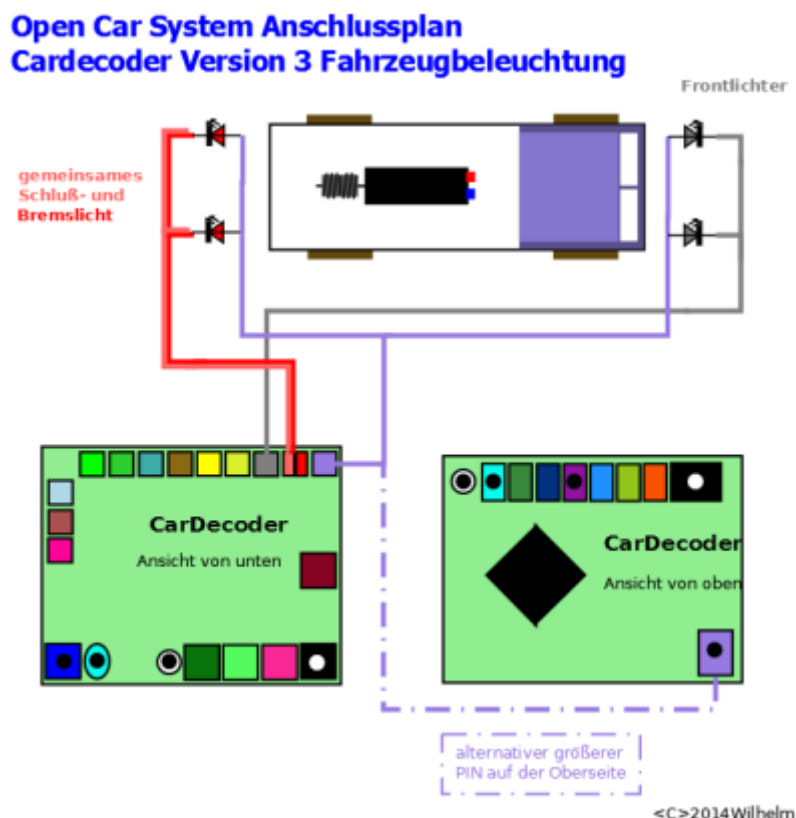 Open Car System Anschlussplan
Cardecoder Version 3 Fahrzeugbeleuchtung
Frontlichter
gemeinsames
Schluß- und
Bremslicht
CarDecoder
Ansicht von unten
CarDecoder
Ansicht von oben
alternativer größerer
PIN auf der Oberseite
<C>2014Wilhelm